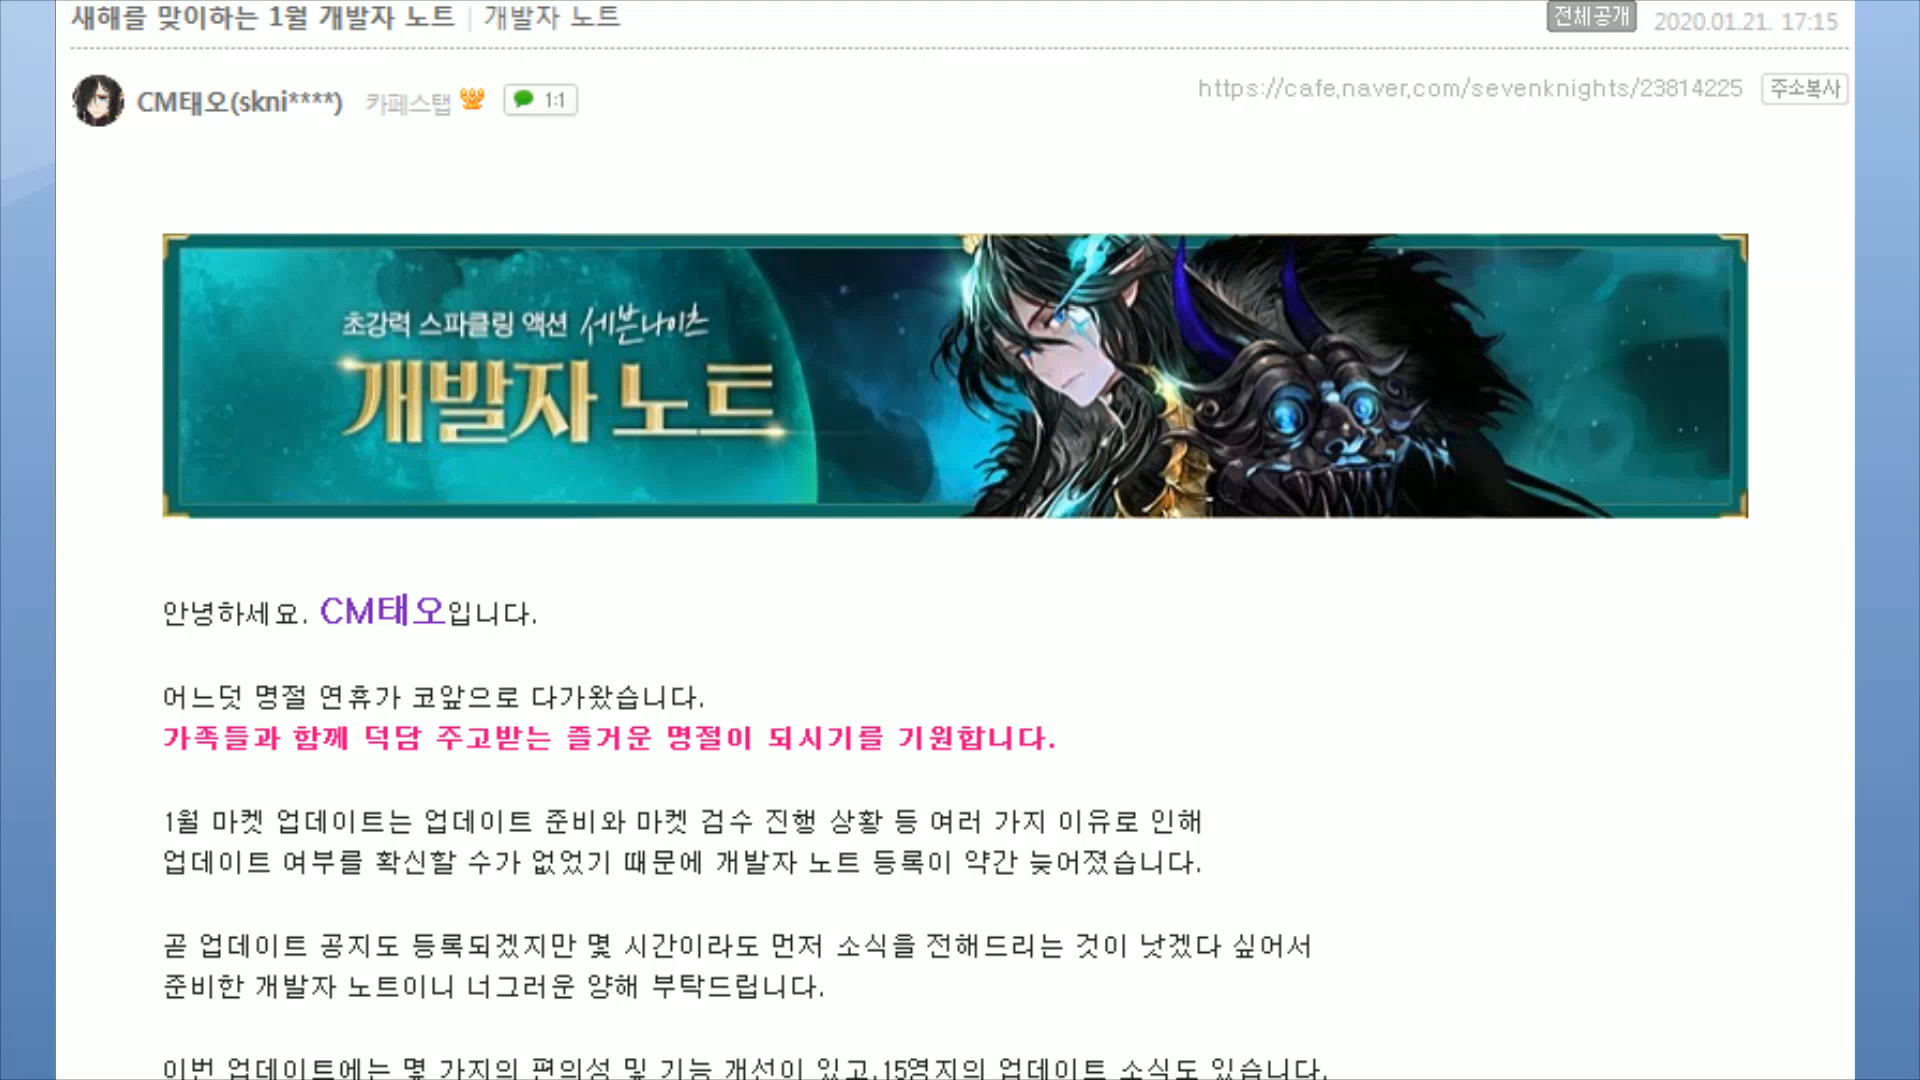 새해를 맞이하는 1월 개발자 노트 | 개발자 노트
전체공개 2020.01.21. 17:15
CM태오(skni****) 카페스탭 1:1
https://cafe.naver.com/sevenknights/23814225 주소복사
초강력 스파클링 액션 세븐나이츠
개발자 노트
안녕하세요. CM태오입니다.
어느덧 명절 연휴가 코앞으로 다가왔습니다.
가족들과 함께 덕담 주고받는 즐거운 명절이 되시기를 기원합니다.
1월 마켓 업데이트는 업데이트 준비와 마켓 검수 진행 상황 등 여러 가지 이유로 인해
업데이트 여부를 확신할 수가 없었기 때문에 개발자 노트 등록이 약간 늦어졌습니다.
곧 업데이트 공지도 등록되겠지만 몇 시간이라도 먼저 소식을 전해드리는 것이 낫겠다 싶어서
준비한 개발자 노트이니 너그러운 양해 부탁드립니다.
이번 업데이트에는 몇 가지의 편의성 및 기능 개선이 있고,15영지의 업데이트 소식도 있습니다.